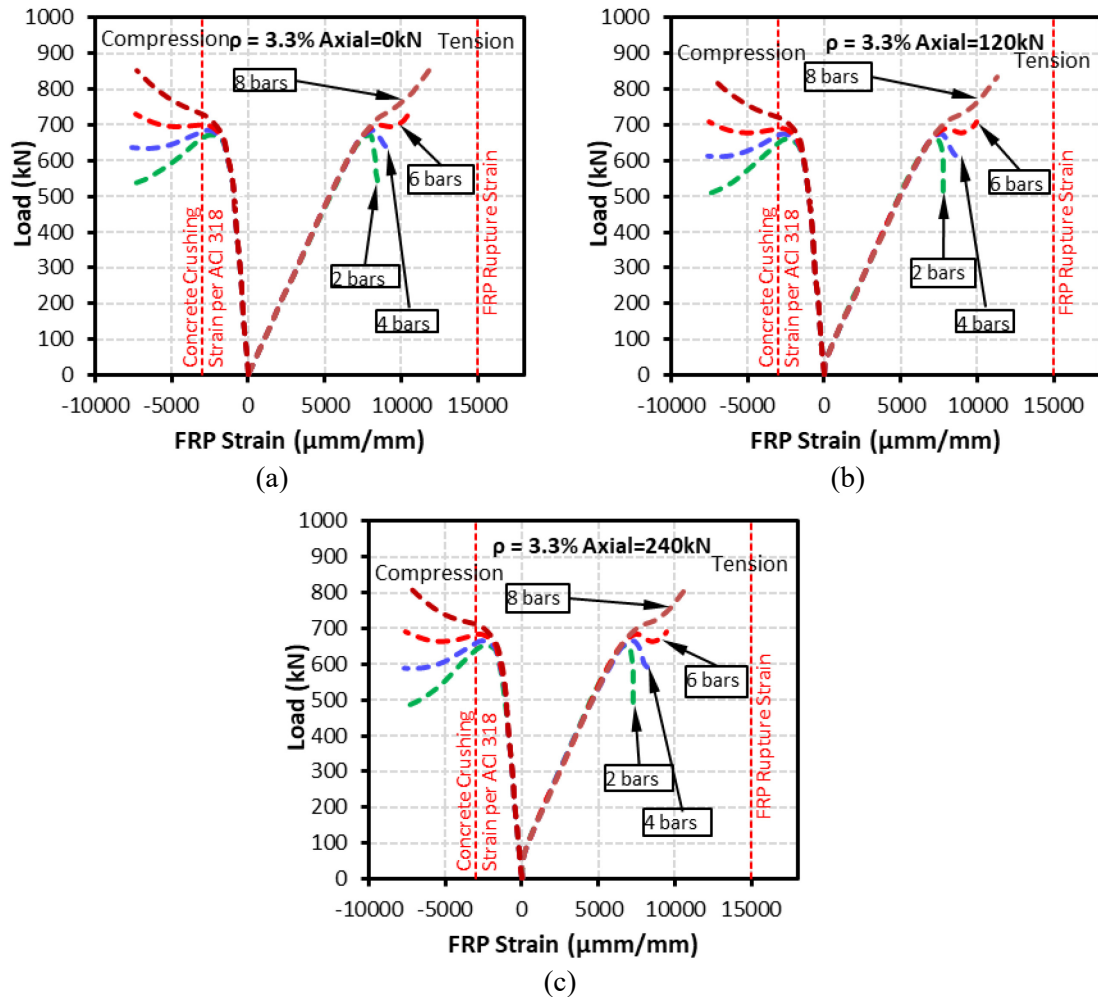 1000
900
800
700
600
500
400
300
200
100
0
Load (kN)
Compression
ρ = 3.3% Axial=0kN
Tension
8 bars
6 bars
2 bars
4 bars
Concrete Crushing
Strain per ACI 318
FRP Rupture Strain
-10000 -5000 0 5000 10000 15000
FRP Strain (µmm/mm)
(a)
1000
900
800
700
600
500
400
300
200
100
0
Load (kN)
Compression
ρ = 3.3% Axial=120kN
Tension
8 bars
6 bars
2 bars
4 bars
Concrete Crushing
Strain per ACI 318
FRP Rupture Strain
-10000 -5000 0 5000 10000 15000
FRP Strain (µmm/mm)
(b)
1000
900
800
700
600
500
400
300
200
100
0
Load (kN)
ρ = 3.3% Axial=240kN
Compression
Tension
8 bars
6 bars
2 bars
4 bars
Concrete Crushing
Strain per ACI 318
FRP Rupture Strain
-10000 -5000 0 5000 10000 15000
FRP Strain (µmm/mm)
(c)